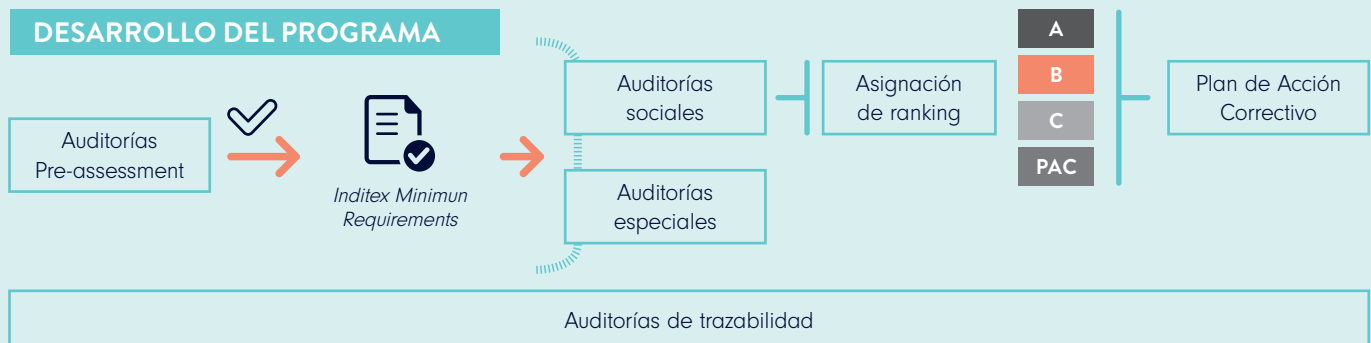 DESARROLLO DEL PROGRAMA
Auditorías
Pre-assessment
Inditex Minimun
Requirements
Auditorías
sociales
Auditorías
especiales
Asignación
de ranking
A
B
C
PAC
Plan de Acción
Correctivo
Auditorías de trazabilidad